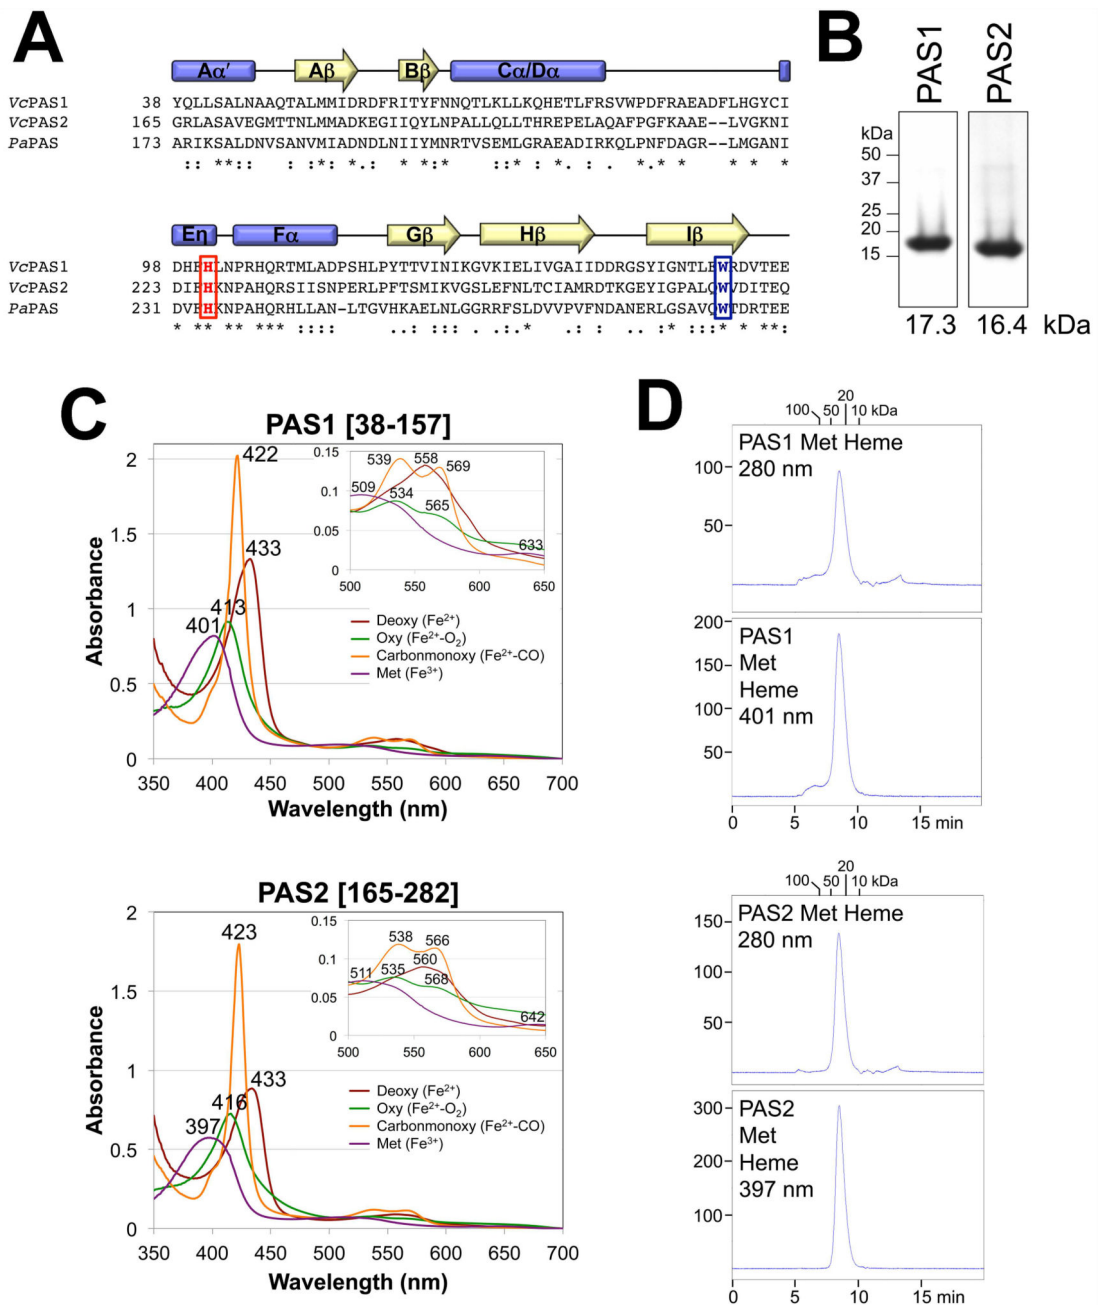 A
Aα' Aβ Bβ Cα/Dα
VcPAS1 38 YQLLSALNAAQTALMMIDRDFRITYFNNQTLKLLKQHETLFRSVWPDFRAEADFLHGYCI
VcPAS2 165 GRLASAVEGMTTNLMMADKEGIIQYLNPALLQLLTHREPELAQAFPGFKAAE--LVGKNI
PaPAS 173 ARIKSALDNVSANVMIADNDLNIIYMNRTVSEMLGRAEADIRKQLPNFDAGR--LMGANI
Eη Fα Gβ Hβ Iβ
VcPAS1 98 LNPRHQRTMLADPSHLPYTTVINIKGVKIELIVGAIIDDRGSYIGNTL
VcPAS2 223 KNPAHQRSIISNPERLPFTSMIKVGSLEFNLTCIAMRDTKGEYIGPAL
PaPAS 231 KNPAHQRHLLAN-LTGVHKAELNLGGRRFSLDVVPVFNDANERLGSAV
B
PAS1 PAS2
kDa
50
37
25
20
15
17.3 16.4 kDa
C
PAS1 [38-157]
Absorbance
2
1.5
1
0.5
0
422
433
413
401
0.15
0.1
0.05
0
539 558 569
509 534 565
633
500 550 600 650
Deoxy (Fe²⁺)
Oxy (Fe²⁺-O₂)
Carbonmonoxy (Fe²⁺-CO)
Met (Fe³⁺)
350 400 450 500 550 600 650 700
Wavelength (nm)
PAS2 [165-282]
Absorbance
2
1.5
1
0.5
0
423
433
416
397
0.15
0.1
0.05
0
538 566
560
511 535 568
642
500 550 600 650
Deoxy (Fe²⁺)
Oxy (Fe²⁺-O₂)
Carbonmonoxy (Fe²⁺-CO)
Met (Fe³⁺)
350 400 450 500 550 600 650 700
Wavelength (nm)
D
20
100 50 10 kDa
PAS1 Met Heme
280 nm
100
50
200
150
100
50
PAS1
Met
Heme
401 nm
0 5 10 15 min
20
100 50 10 kDa
PAS2 Met Heme
280 nm
150
100
50
300
200
100
PAS2
Met
Heme
397 nm
0 5 10 15 min